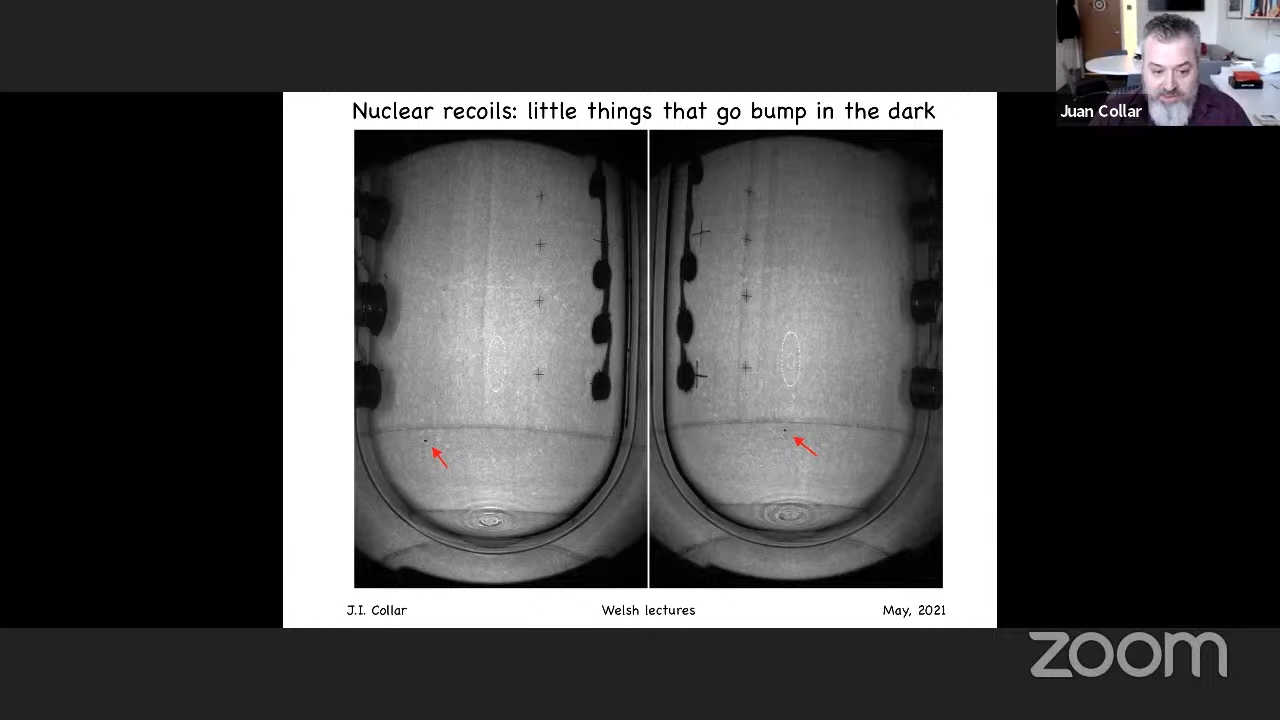 Nuclear recoils: little things that go bump in the dark
Juan Collar
J.I. Collar
Welsh lectures
May, 2021
zoom